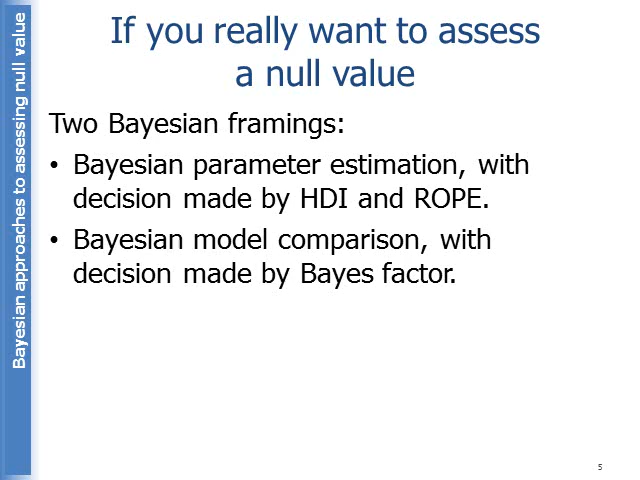 Bayesian approaches to assessing null value
If you really want to assess
a null value
Two Bayesian framings:
• Bayesian parameter estimation, with
decision made by HDI and ROPE.
• Bayesian model comparison, with
decision made by Bayes factor.
5